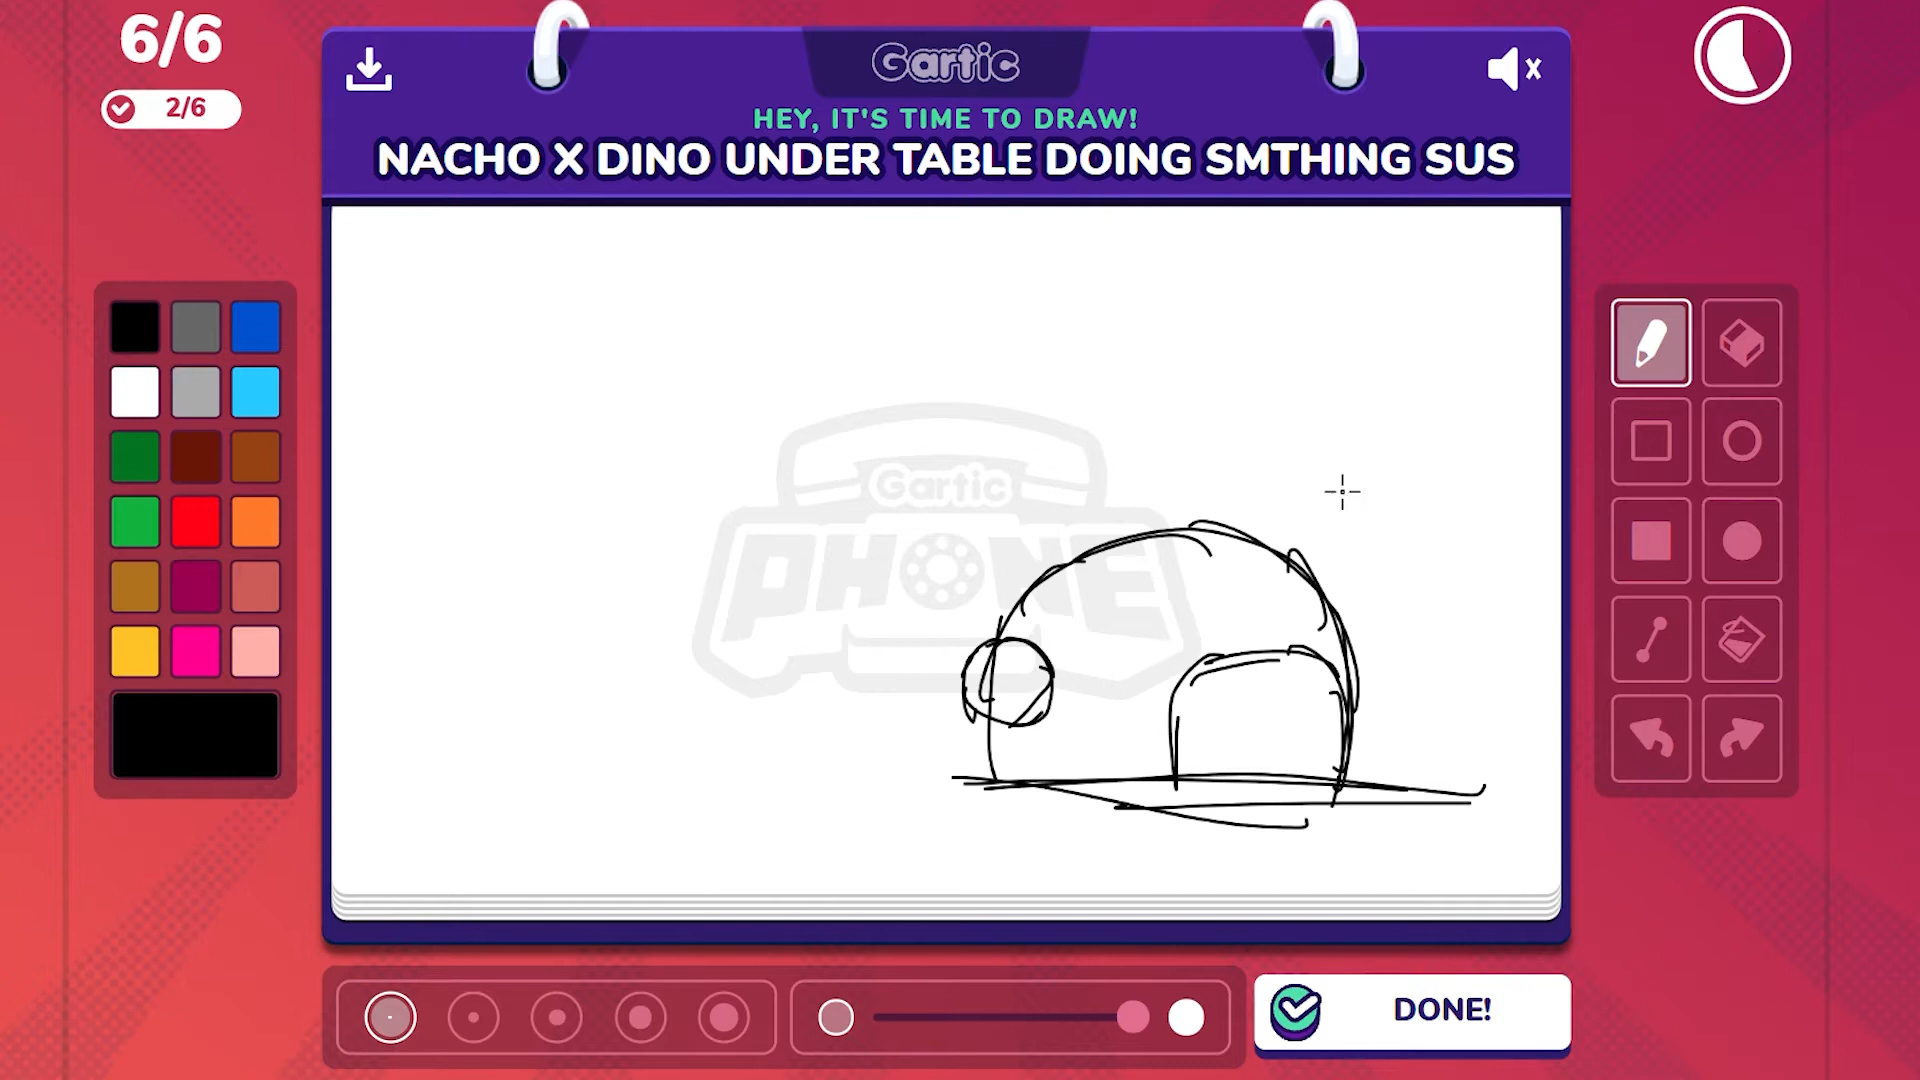 6/6
2/6
Gartic
HEY, IT'S TIME TO DRAW!
NACHO X DINO UNDER TABLE DOING SMTHING SUS
Gartic
PHONE
DONE!